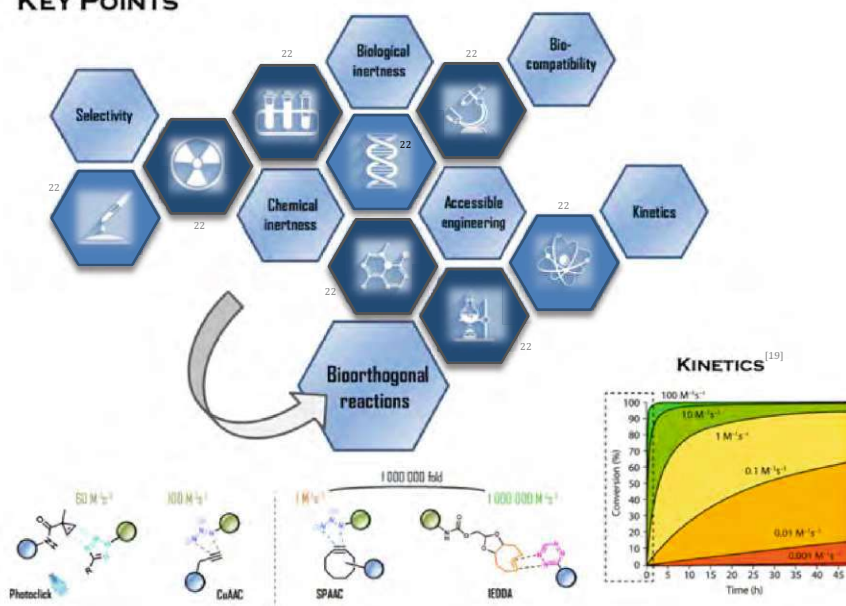 KEY POINTS
Biological
inertness
Bio-
compatibility
Selectivity
22
22
22
22
22
22
22
22
Chemical
inertness
Accessible
engineering
Kinetics
Bioorthogonal
reactions
KINETICS[19]
100 M⁻¹s⁻¹
10 M⁻¹s⁻¹
1 M⁻¹s⁻¹
0.1 M⁻¹s⁻¹
0.01 M⁻¹s⁻¹
0.001 M⁻¹s⁻¹
Conversion (%)
100
90
80
70
60
50
40
30
20
10
0
0 5 10 15 20 25 30 35 40 45
Time (h)
1 000 000 fold
60 M⁻¹s⁻¹
100 M⁻¹s⁻¹
1 M⁻¹s⁻¹
1 000 000 M⁻¹s⁻¹
Photoclick
CuAAC
SPAAC
IEDDA